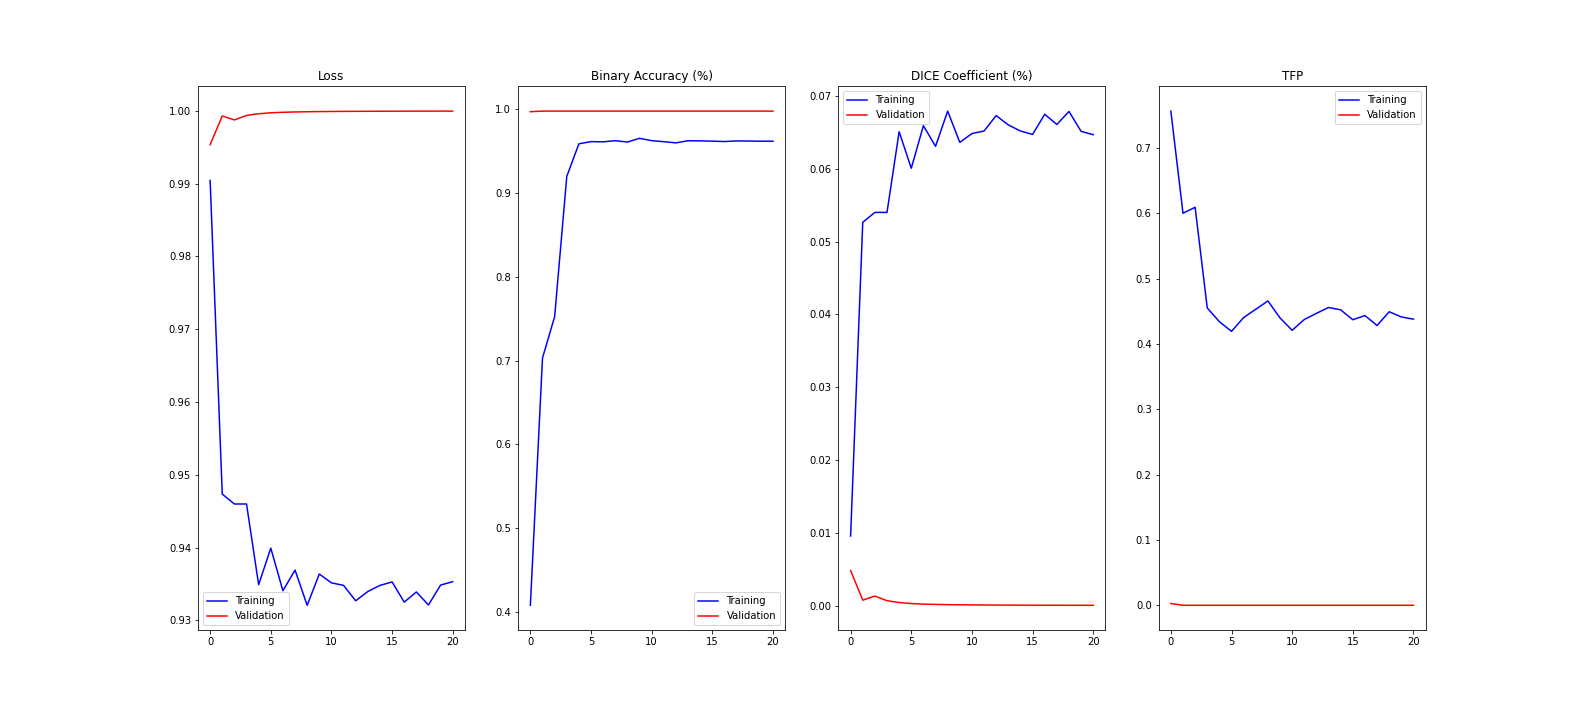 Loss
1.00
0.99
0.98
0.97
0.96
0.95
0.94
0.93
0 5 10 15 20
Training
Validation
Binary Accuracy (%)
1.0
0.9
0.8
0.7
0.6
0.5
0.4
0 5 10 15 20
Training
Validation
DICE Coefficient (%)
0.07
0.06
0.05
0.04
0.03
0.02
0.01
0.00
0 5 10 15 20
Training
Validation
TFP
0.7
0.6
0.5
0.4
0.3
0.2
0.1
0.0
0 5 10 15 20
Training
Validation